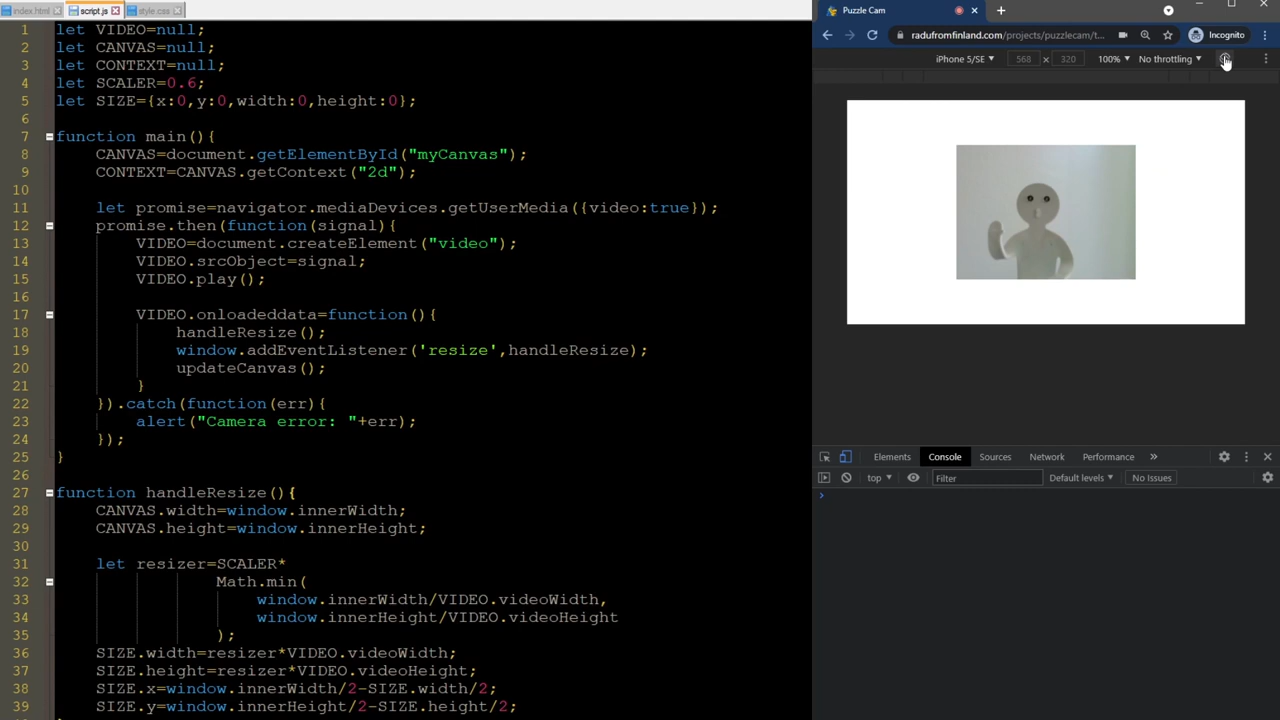 index.html script.js style.css
1 let VIDEO=null;
2 let CANVAS=null;
3 let CONTEXT=null;
4 let SCALER=0.6;
5 let SIZE={x:0,y:0,width:0,height:0};
6
7 function main(){
8 CANVAS=document.getElementById("myCanvas");
9 CONTEXT=CANVAS.getContext("2d");
10
11 let promise=navigator.mediaDevices.getUserMedia({video:true});
12 promise.then(function(signal){
13 VIDEO=document.createElement("video");
14 VIDEO.srcObject=signal;
15 VIDEO.play();
16
17 VIDEO.onloadeddata=function(){
18 handleResize();
19 window.addEventListener('resize',handleResize);
20 updateCanvas();
21 }
22 }).catch(function(err){
23 alert("Camera error: "+err);
24 });
25 }
26
27 function handleResize(){
28 CANVAS.width=window.innerWidth;
29 CANVAS.height=window.innerHeight;
30
31 let resizer=SCALER*
32 Math.min(
33 window.innerWidth/VIDEO.videoWidth,
34 window.innerHeight/VIDEO.videoHeight
35 );
36 SIZE.width=resizer*VIDEO.videoWidth;
37 SIZE.height=resizer*VIDEO.videoHeight;
38 SIZE.x=window.innerWidth/2-SIZE.width/2;
39 SIZE.y=window.innerHeight/2-SIZE.height/2;
Puzzle Cam
radufromfinland.com/projects/puzzlecam/t... Incognito
iPhone 5/SE 568 × 320 100% No throttling
Elements Console Sources Network Performance »
top Filter Default levels No Issues